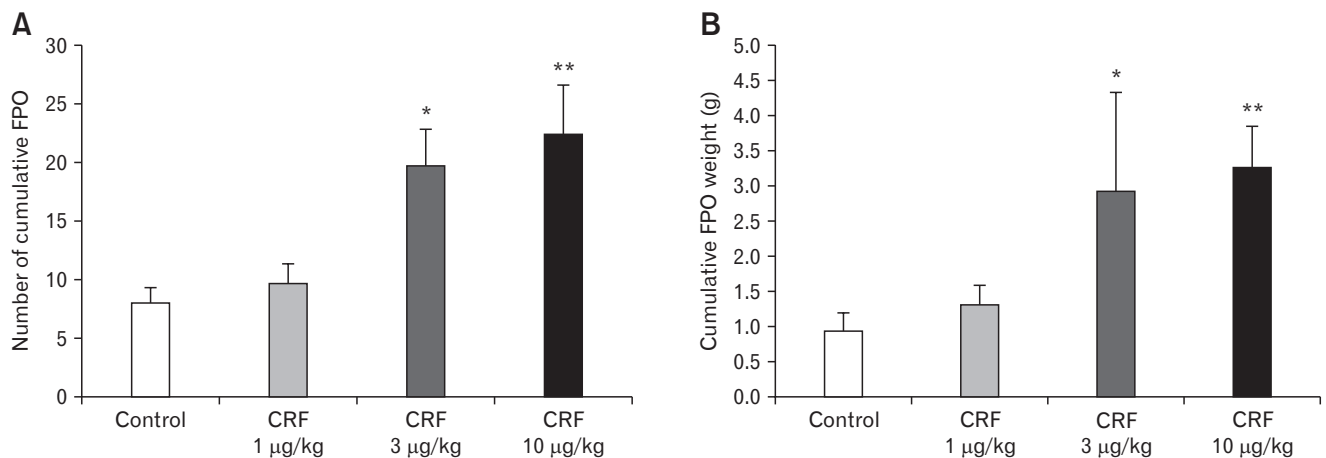 A
Number of cumulative FPO
30
25
20
15
10
5
0
*
**
Control
CRF
1 µg/kg
CRF
3 µg/kg
CRF
10 µg/kg
B
Cumulative FPO weight (g)
5.0
4.5
4.0
3.5
3.0
2.5
2.0
1.5
1.0
0.5
0.0
*
**
Control
CRF
1 µg/kg
CRF
3 µg/kg
CRF
10 µg/kg